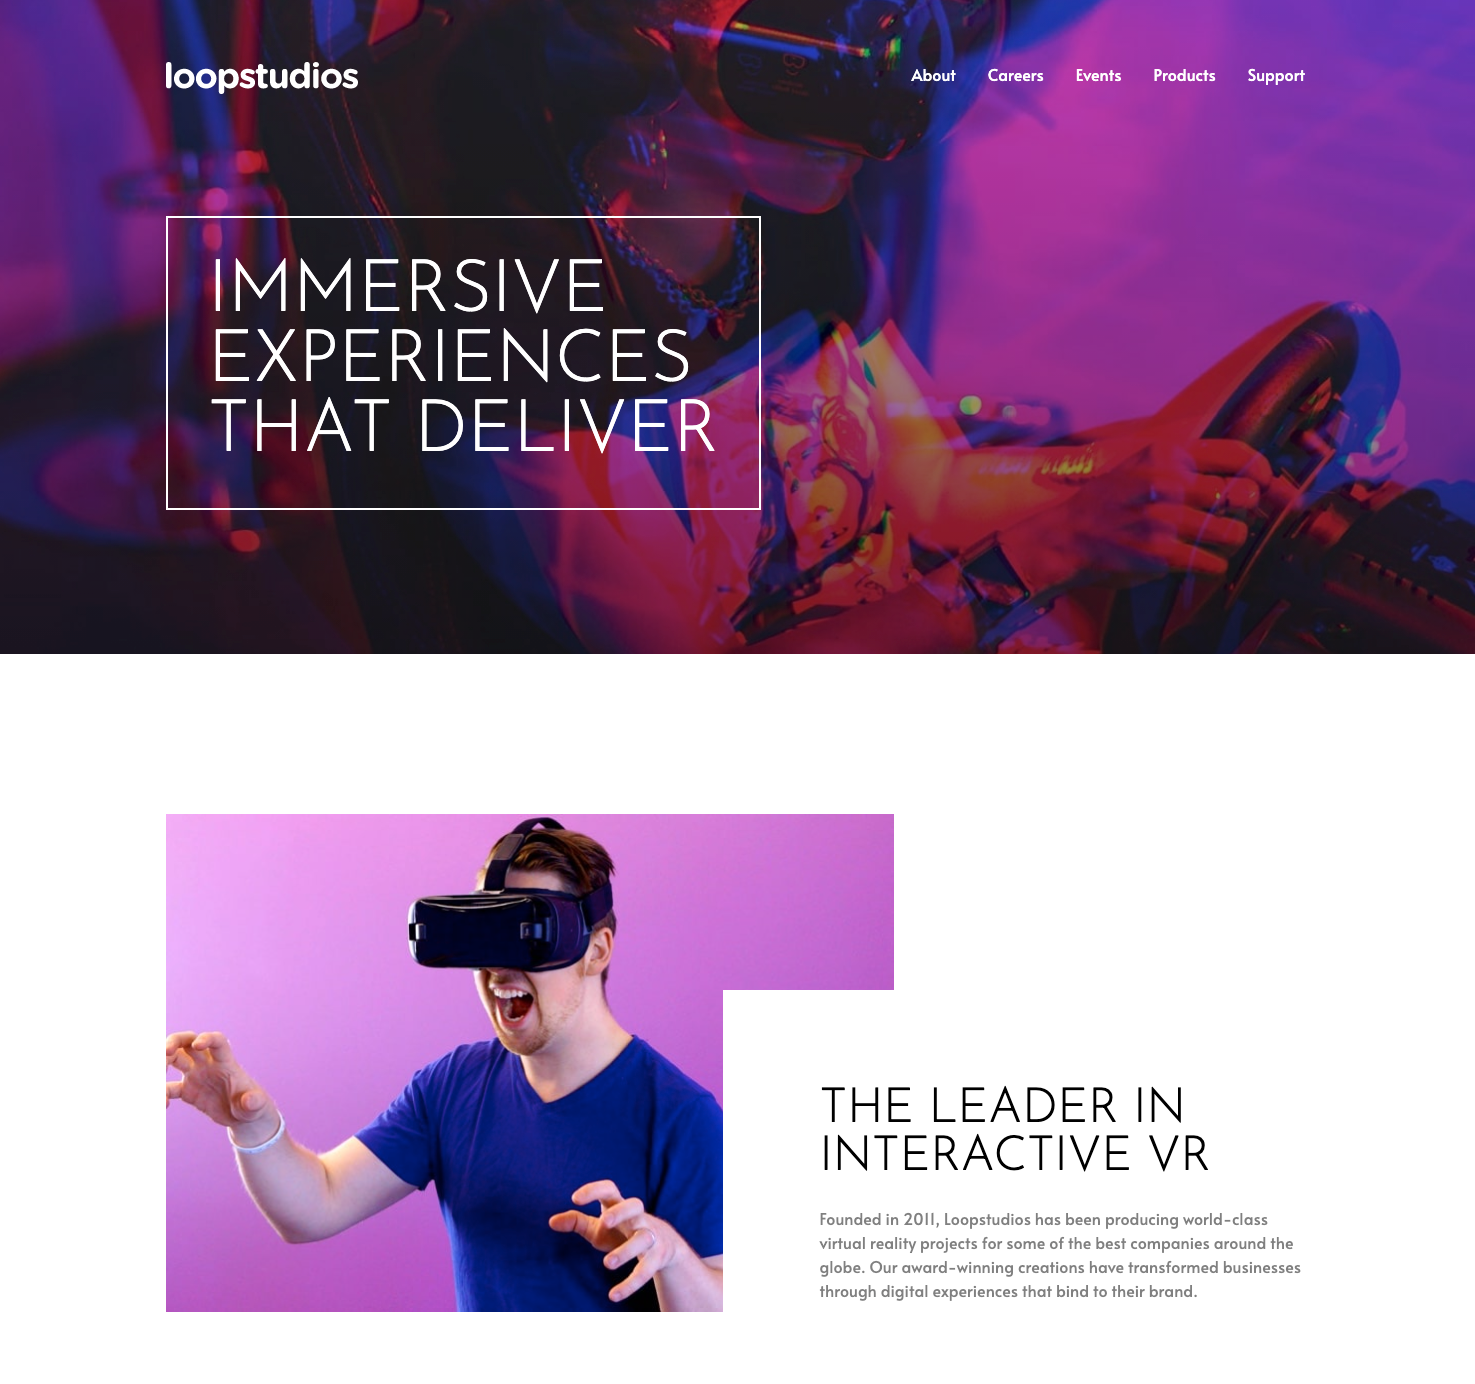 loopstudios
About Careers Events Products Support
IMMERSIVE
EXPERIENCES
THAT DELIVER
THE LEADER IN
INTERACTIVE VR
Founded in 2011, Loopstudios has been producing world-class
virtual reality projects for some of the best companies around the
globe. Our award-winning creations have transformed businesses
through digital experiences that bind to their brand.